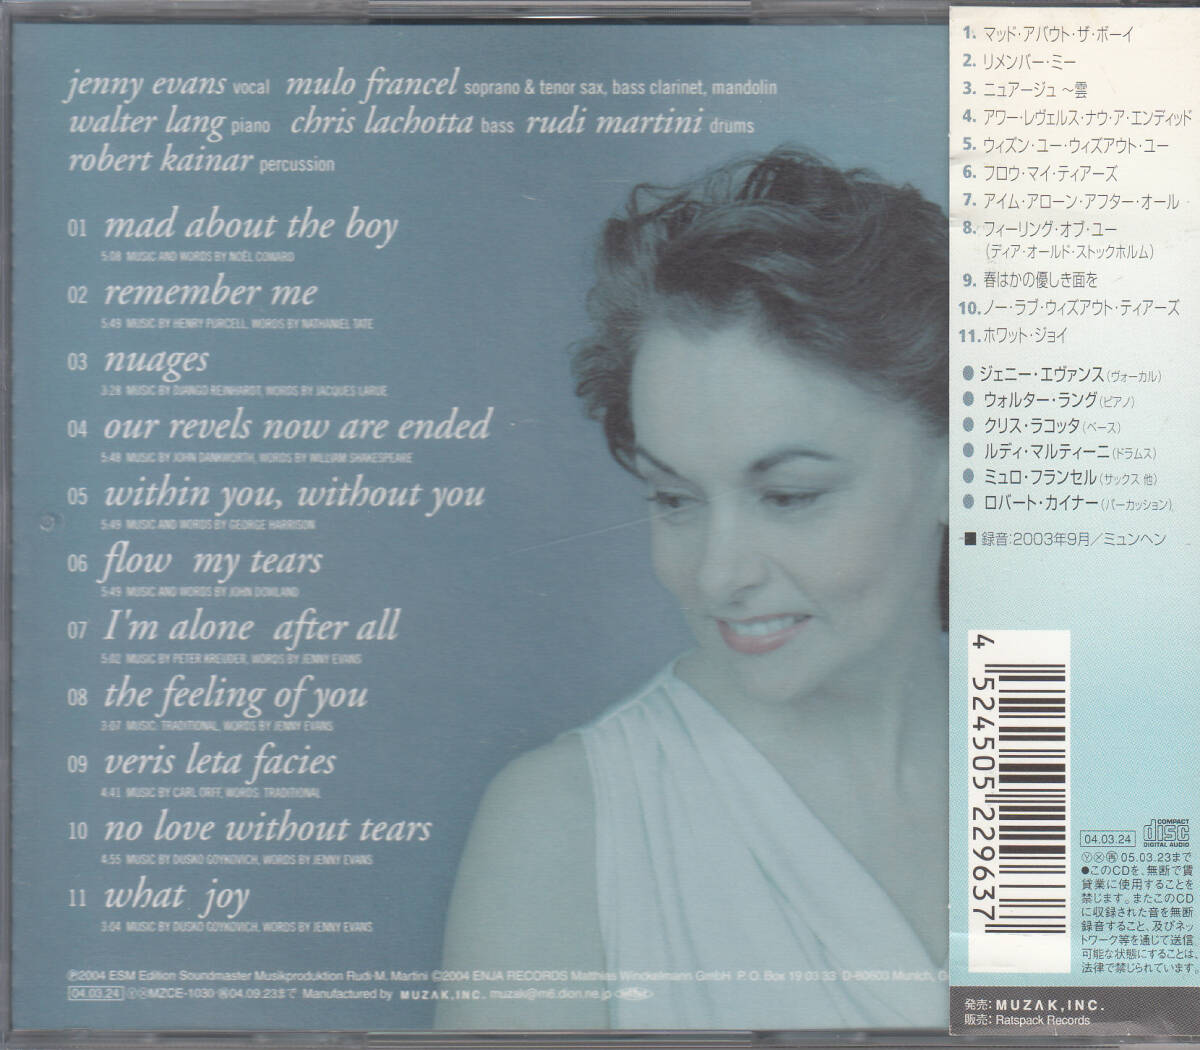 jenny evans vocal mulo francel soprano & tenor sax, bass clarinet, mandolin
walter lang piano chris lachotta bass rudi martini drums
robert kainar percussion
01 mad about the boy
5:08 MUSIC AND WORDS BY NOËL COWARD
02 remember me
5:49 MUSIC BY HENRY PURCELL, WORDS BY NATHANIEL TATE
03 nuages
3:28 MUSIC BY DJANGO REINHARDT, WORDS BY JACQUES LARUE
04 our revels now are ended
5:48 MUSIC BY JOHN DANKWORTH, WORDS BY WILLIAM SHAKESPEARE
05 within you, without you
5:49 MUSIC AND WORDS BY GEORGE HARRISON
06 flow my tears
5:49 MUSIC AND WORDS BY JOHN DOWLAND
07 I'm alone after all
5:02 MUSIC BY PETER KREUDER, WORDS BY JENNY EVANS
08 the feeling of you
3:07 MUSIC: TRADITIONAL, WORDS BY JENNY EVANS
09 veris leta facies
4:41 MUSIC BY CARL ORFF, WORDS: TRADITIONAL
10 no love without tears
4:55 MUSIC BY DUSKO GOYKOVICH, WORDS BY JENNY EVANS
11 what joy
3:04 MUSIC BY DUSKO GOYKOVICH, WORDS BY JENNY EVANS
℗2004 ESM Edition Soundmaster Musikproduktion Rudi M. Martini ©2004 ENJA RECORDS Matthias Winckelmann GmbH P.O. Box 19 03 33 D-80603 Munich,
04.03.24 ⓎⓍMZCE-1030 ㊢04.09.23まで Manufactured by MUZAK, INC. muzak@m6.dion.ne.jp
1. マッド・アバウト・ザ・ボーイ
2. リメンバー・ミー
3. ニュアージュ〜雲
4. アワー・レヴェルス・ナウ・ア・エンディッド
5. ウィズン・ユー・ウィズアウト・ユー
6. フロウ・マイ・ティアーズ
7. アイム・アローン・アフター・オール
8. フィーリング・オブ・ユー
(ディア・オールド・ストックホルム)
9. 春はかの優しき面を
10. ノー・ラブ・ウィズアウト・ティアーズ
11. ホワット・ジョイ
● ジェニー・エヴァンス(ヴォーカル)
● ウォルター・ラング(ピアノ)
● クリス・ラコッタ(ベース)
● ルディ・マルティーニ(ドラムス)
● ミュロ・フランセル(サックス 他)
● ロバート・カイナー(パーカッション)
■ 録音:2003年9月/ミュンヘン
4 524505 229637
COMPACT
disc
DIGITAL AUDIO
04.03.24
ⓎⓍ㊢05.03.23まで
●このCDを、無断で賃
貸業に使用することを
禁じます。またこのCD
に収録された音を無断
録音すること、及びネッ
トワーク等を通じて送信
可能な状態にすることは、
法律で禁じられています。
発売: MUZAK, INC.
販売: Ratspack Records